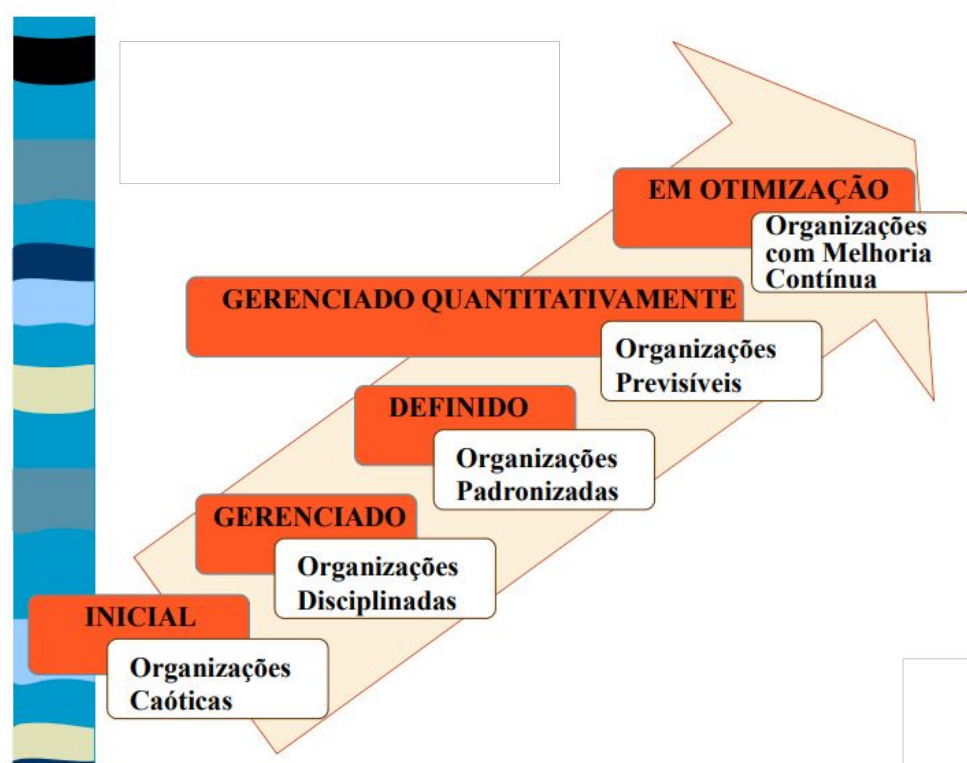 EM OTIMIZAÇÃO
Organizações
com Melhoria
Contínua
GERENCIADO QUANTITATIVAMENTE
Organizações
Previsíveis
DEFINIDO
Organizações
Padronizadas
GERENCIADO
Organizações
Disciplinadas
INICIAL
Organizações
Caóticas